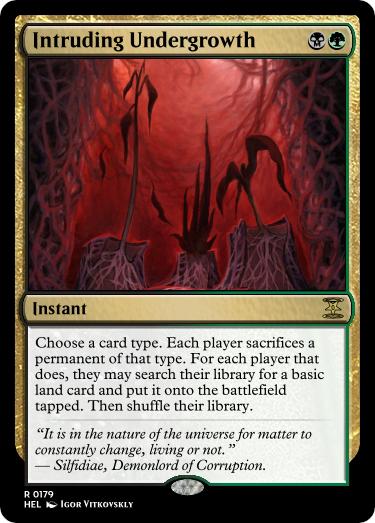 Intruding Undergrowth
Instant
Choose a card type. Each player sacrifices a
permanent of that type. For each player that
does, they may search their library for a basic
land card and put it onto the battlefield
tapped. Then shuffle their library.
“It is in the nature of the universe for matter to
constantly change, living or not.”
— Silfidiae, Demonlord of Corruption.
R 0179
HEL Igor Vitkovskly